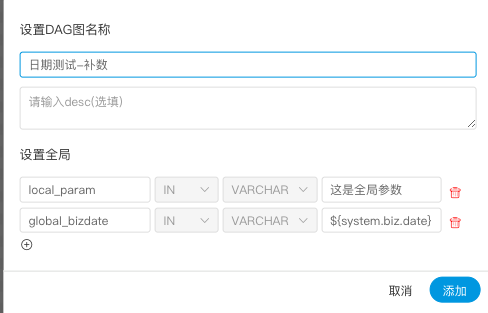 设置DAG图名称
日期测试-补数
请输入desc(选填)
设置全局
local_param IN VARCHAR 这是全局参数
global_bizdate IN VARCHAR ${system.biz.date}
取消 添加